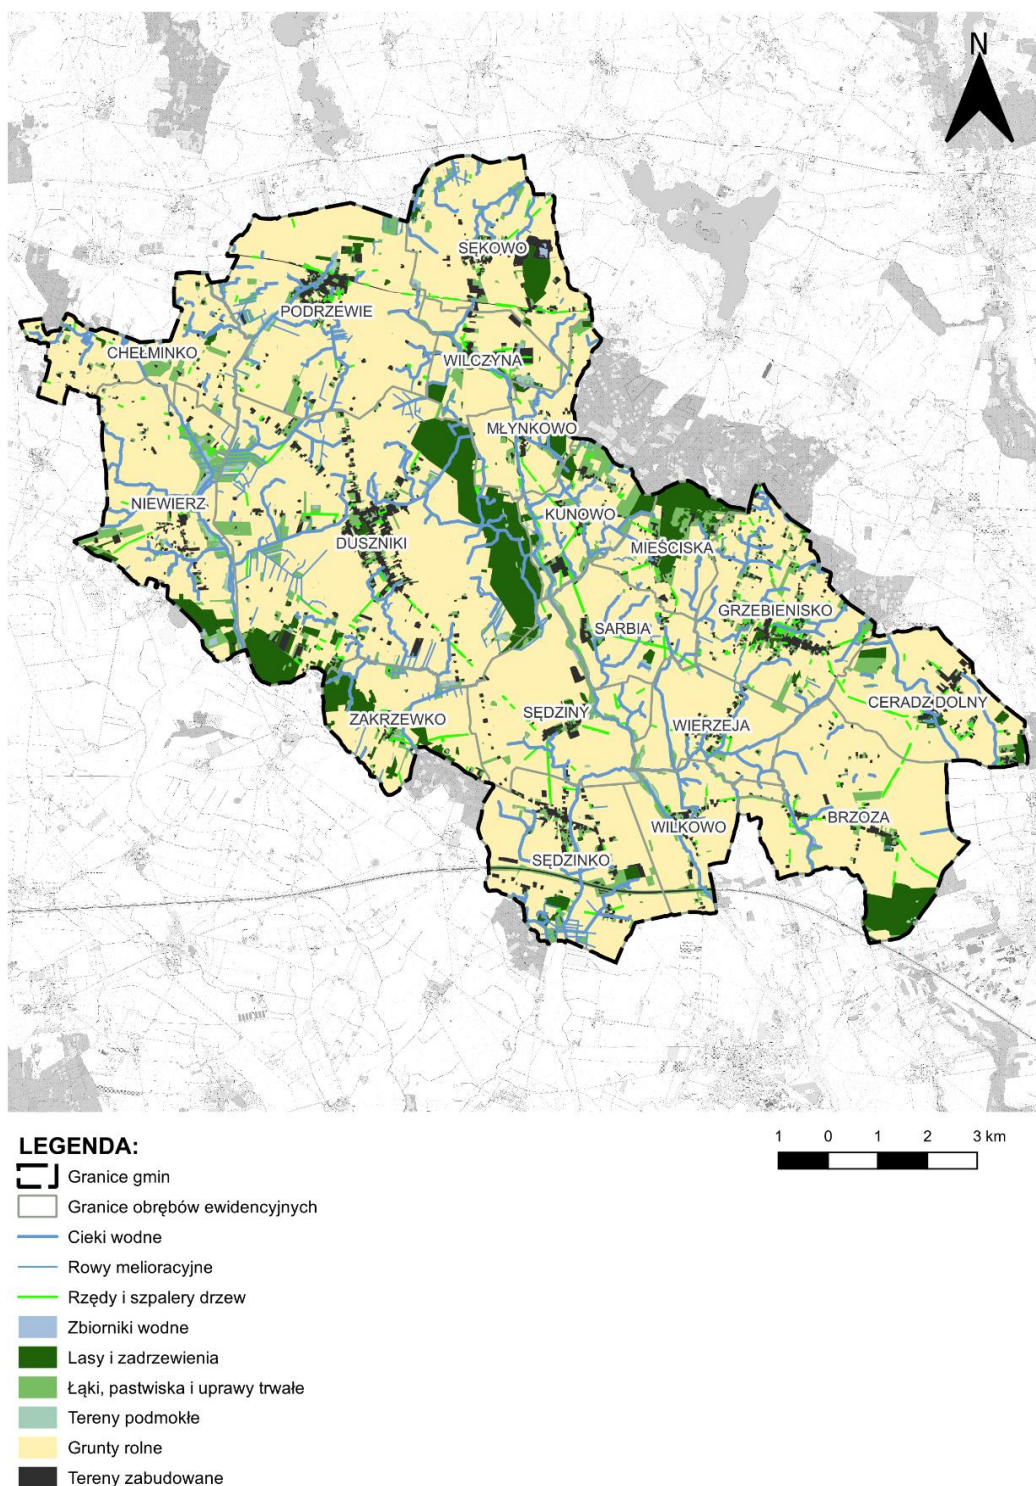 N
SĘKOWO
PODRZEWIE
CHEŁMINKO
WILCZYNA
MŁYNKOWO
NIEWIERZ
KUNOWO
DUSZNIKI
MIEŚCISKA
GRZEBIENISKO
SARBIA
CERADZ DOLNY
ZAKRZEWKO
SĘDZINY
WIERZEJA
BRZOZA
WILKOWO
SĘDZINKO
LEGENDA:
1 0 1 2 3 km
Granice gmin
Granice obrębów ewidencyjnych
Cieki wodne
Rowy melioracyjne
Rzędy i szpalery drzew
Zbiorniki wodne
Lasy i zadrzewienia
Łąki, pastwiska i uprawy trwałe
Tereny podmokłe
Grunty rolne
Tereny zabudowane